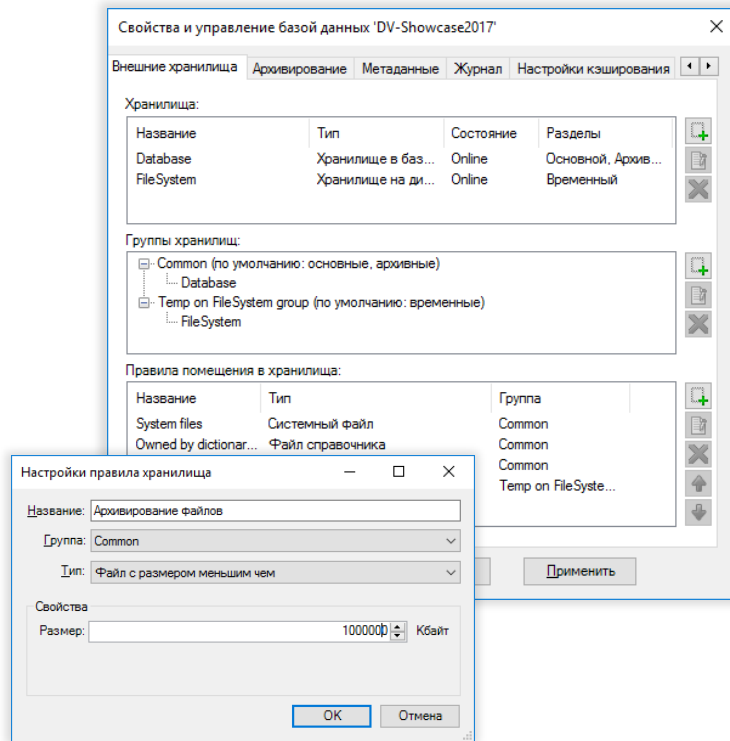 Свойства и управление базой данных 'DV-Showcase2017'
Внешние хранилища Архивирование Метаданные Журнал Настройки кэширования
Хранилища:
Название Тип Состояние Разделы
Database Хранилище в баз... Online Основной, Архив...
FileSystem Хранилище на ди... Online Временный
Группы хранилищ:
Common (по умолчанию: основные, архивные)
Database
Temp on FileSystem group (по умолчанию: временные)
FileSystem
Правила помещения в хранилища:
Название Тип Группа
System files Системный файл Common
Owned by dictionar... Файл справочника Common
Common
Temp on FileSyste...
Применить
Настройки правила хранилища
Название: Архивирование файлов
Группа: Common
Тип: Файл с размером меньшим чем
Свойства
Размер: 1000000 Кбайт
OK Отмена